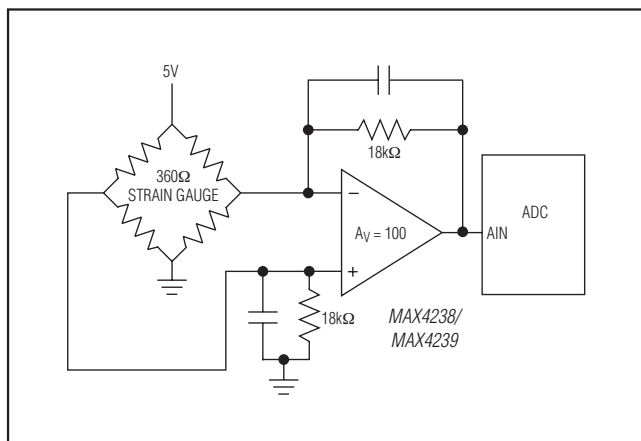 5V
360Ω
STRAIN GAUGE
18kΩ
−
AV = 100
+
AIN
ADC
18kΩ
MAX4238/
MAX4239